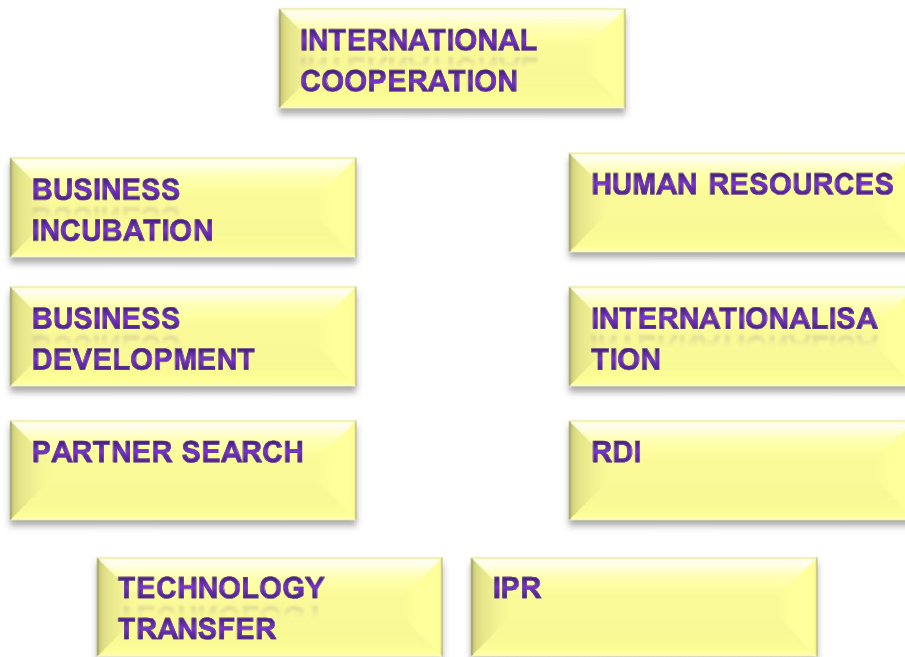 INTERNATIONAL
COOPERATION
BUSINESS
INCUBATION
HUMAN RESOURCES
BUSINESS
DEVELOPMENT
INTERNATIONALISA
TION
PARTNER SEARCH
RDI
TECHNOLOGY
TRANSFER
IPR